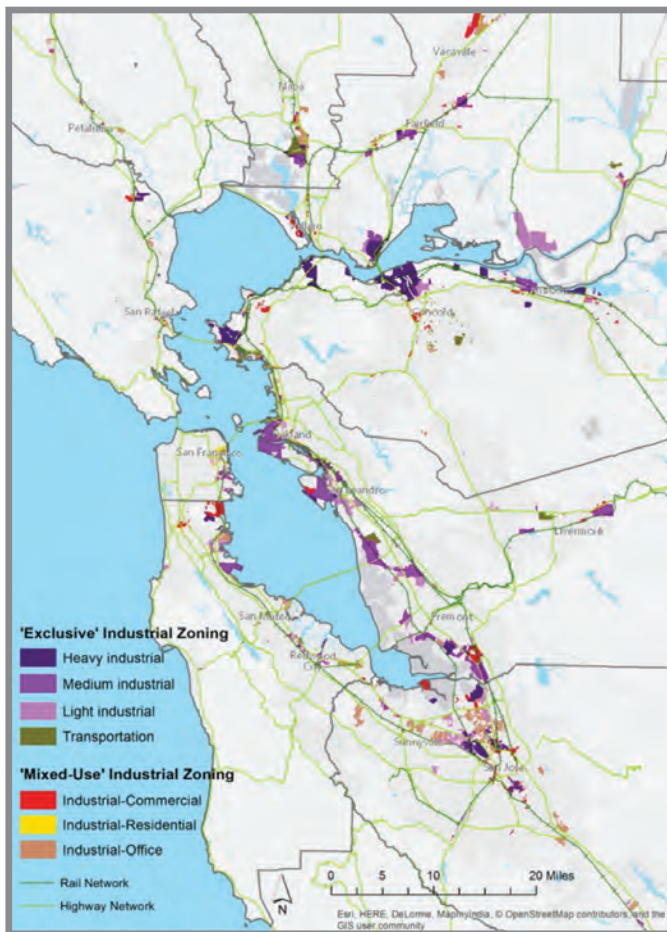 Vacaville
Napa
Petaluma
Fairfield
San Rafael
San Francisco
Livermore
San Mateo
Fremont
Redwood
City
Sunnyvale
San Jose
'Exclusive' Industrial Zoning
Heavy industrial
Medium industrial
Light industrial
Transportation
'Mixed-Use' Industrial Zoning
Industrial-Commercial
Industrial-Residential
Industrial-Office
Rail Network
Highway Network
N
0 5 10 20 Miles
Esri, HERE, DeLorme, MapmyIndia, © OpenStreetMap contributors, and the
GIS user community